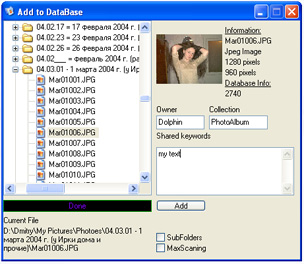 Add to DataBase
04.02.17 = 17 Февраля 2004 г. (
04.02.23 = 23 Февраля 2004 г. (
04.02.26 = 26 Февраля 2004 г. (
04.02___ = Февраль 2004 г. (ра
04.03.01 - 1 марта 2004 г. (у И
Mar01001.JPG
Mar01002.JPG
Mar01003.JPG
Mar01004.JPG
Mar01005.JPG
Mar01006.JPG
Mar01007.JPG
Mar01008.JPG
Mar01009.JPG
Mar01010.JPG
Information:
Mar01006.JPG
Jpeg Image
1280 pixels
960 pixels
Database Info:
2740
Owner
Collection
Dolphin
PhotoAlbum
Shared keywords
my text
Done
Add
Current File
D:\Dmitry\My Pictures\Photoes\04.03.01 - 1
марта 2004 г. (у Ирки дома и
прочие)\Mar01006.JPG
SubFolders
MaxScaning